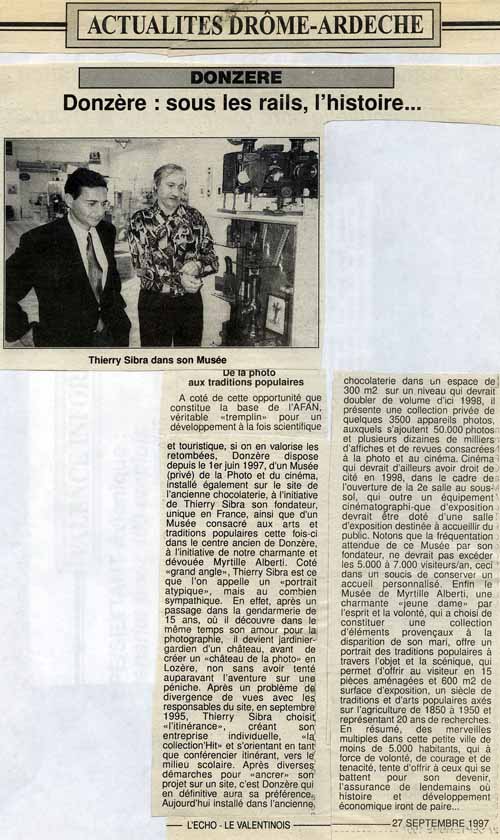 ACTUALITES DRÔME-ARDECHE
DONZERE
Donzère : sous les rails, l'histoire...
Thierry Sibra dans son Musée
De la photo
aux traditions populaires
A coté de cette opportunité que
constitue la base de l'AFAN,
véritable «tremplin» pour un
développement à la fois scientifique
et touristique, si on en valorise les
retombées, Donzère dispose
depuis le 1er juin 1997, d'un Musée
(privé) de la Photo et du cinéma,
installé également sur le site de
l'ancienne chocolaterie, à l'initiative
de Thierry Sibra son fondateur,
unique en France, ainsi que d'un
Musée consacré aux arts et
traditions populaires cette fois-ci
dans le centre ancien de Donzère,
à l'initiative de notre charmante et
dévouée Myrtille Alberti. Coté
«grand angle», Thierry Sibra est ce
que l'on appelle un «portrait
atypique», mais au combien
sympathique. En effet, après un
passage dans la gendarmerie de
15 ans, où il découvre dans le
même temps son amour pour la
photographie, il devient jardinier-
gardien d'un château, avant de
créer un «château de la photo» en
Lozère, non sans avoir tenté
auparavant l'aventure sur une
péniche. Après un problème de
divergence de vues avec les
responsables du site, en septembre
1995, Thierry Sibra choisit
«l'itinérance», créant son
entreprise individuelle, «la
collection'Hit» et s'orientant en tant
que conférencier itinérant, vers le
milieu scolaire. Après diverses
démarches pour «ancrer» son
projet sur un site, c'est Donzère qui
en définitive aura sa préférence.
Aujourd'hui installé dans l'ancienne
chocolaterie dans un espace de
300 m2 sur un niveau qui devrait
doubler de volume d'ici 1998, il
présente une collection privée de
quelques 3500 appareils photos,
auxquels s'ajoutent 50.000 photos
et plusieurs dizaines de milliers
d'affiches et de revues consacrées
à la photo et au cinéma. Cinéma
qui devrait d'ailleurs avoir droit de
cité en 1998, dans le cadre de
l'ouverture de la 2e salle au sous-
sol, qui outre un équipement
cinématographi-que d'exposition
devrait être doté d'une salle
d'exposition destinée à accueillir du
public. Notons que la fréquentation
attendue de ce Musée par son
fondateur, ne devrait pas excéder
les 5.000 à 7.000 visiteurs/an, ceci
dans un soucis de conserver un
accueil personnalisé. Enfin le
Musée de Myrtille Alberti, une
charmante «jeune dame» par
l'esprit et la volonté, qui a choisi de
constituer une collection
d'éléments provençaux à la
disparition de son mari, offre un
portrait des traditions populaires à
travers l'objet et la scénique, qui
permet d'offrir au visiteur en 15
pièces aménagées et 600 m2 de
surface d'exposition, un siècle de
traditions et d'arts populaires axés
sur l'agriculture de 1850 à 1950 et
représentant 20 ans de recherches.
En résumé, des merveilles
multiples dans cette petite ville de
moins de 5.000 habitants, qui à
force de volonté, de courage et de
tenacité, tente d'offrir à ceux qui se
battent pour son devenir,
l'assurance de lendemains où
histoire et développement
économique iront de paire...
L'ECHO - LE VALENTINOIS
27 SEPTEMBRE 1997